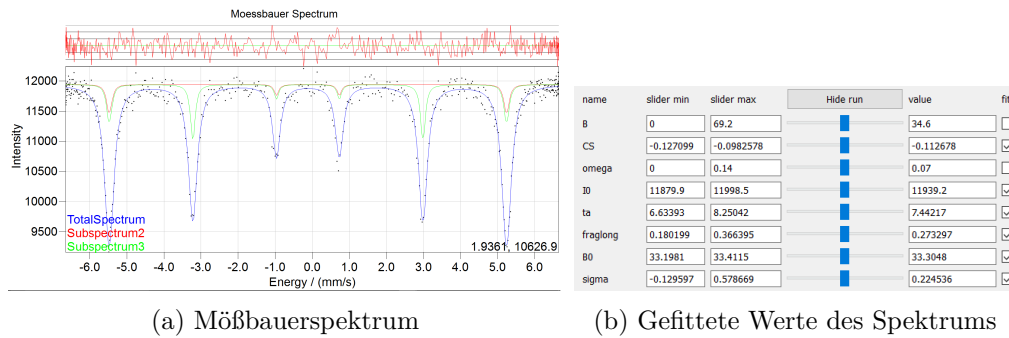 Moessbauer Spectrum
12000
11500
11000
10500
10000
9500
Intensity
TotalSpectrum
Subspectrum2
Subspectrum3
1.9361, 10626.9
-6.0 -5.0 -4.0 -3.0 -2.0 -1.0 0.0 1.0 2.0 3.0 4.0 5.0 6.0
Energy / (mm/s)
(a) Mößbauerspektrum
name slider min slider max Hide run value fit
B 0 69.2 34.6
CS -0.127099 -0.0982578 -0.112678
omega 0 0.14 0.07
I0 11879.9 11998.5 11939.2
ta 6.63393 8.25042 7.44217
fraglong 0.180199 0.366395 0.273297
B0 33.1981 33.4115 33.3048
sigma -0.129597 0.578669 0.224536
(b) Gefittete Werte des Spektrums